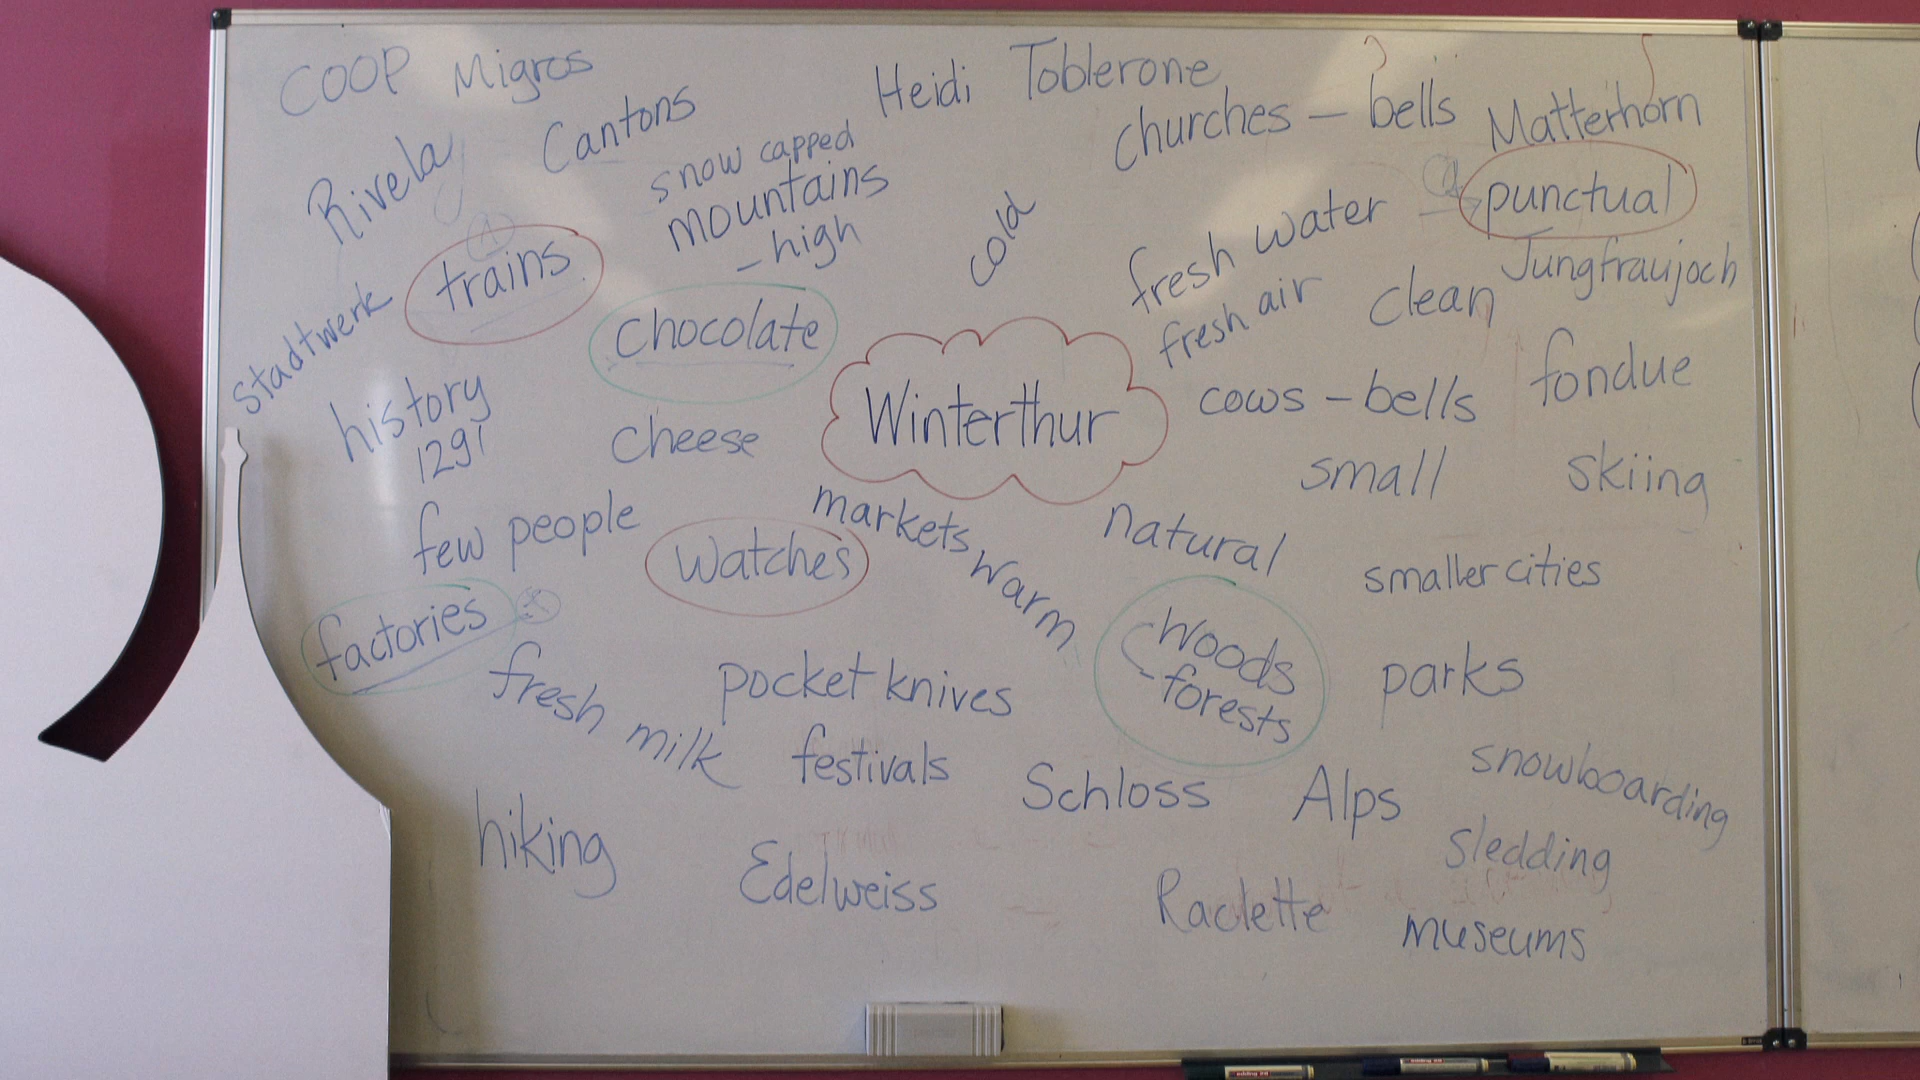 COOP Migros
Heidi Toblerone
Cantons
churches – bells
Matterhorn
Rivela
snow capped
mountains
– high
cold
fresh water
punctual
trains
fresh air
clean
Jungfraujoch
stadtwerk
chocolate
Winterthur
cows – bells
fondue
history
1291
cheese
small
skiing
few people
watches
markets
warm
natural
smaller cities
factories
woods
- forests
fresh milk
pocket knives
parks
festivals
Schloss
Alps
snowboarding
hiking
Edelweiss
sledding
Raclette
museums